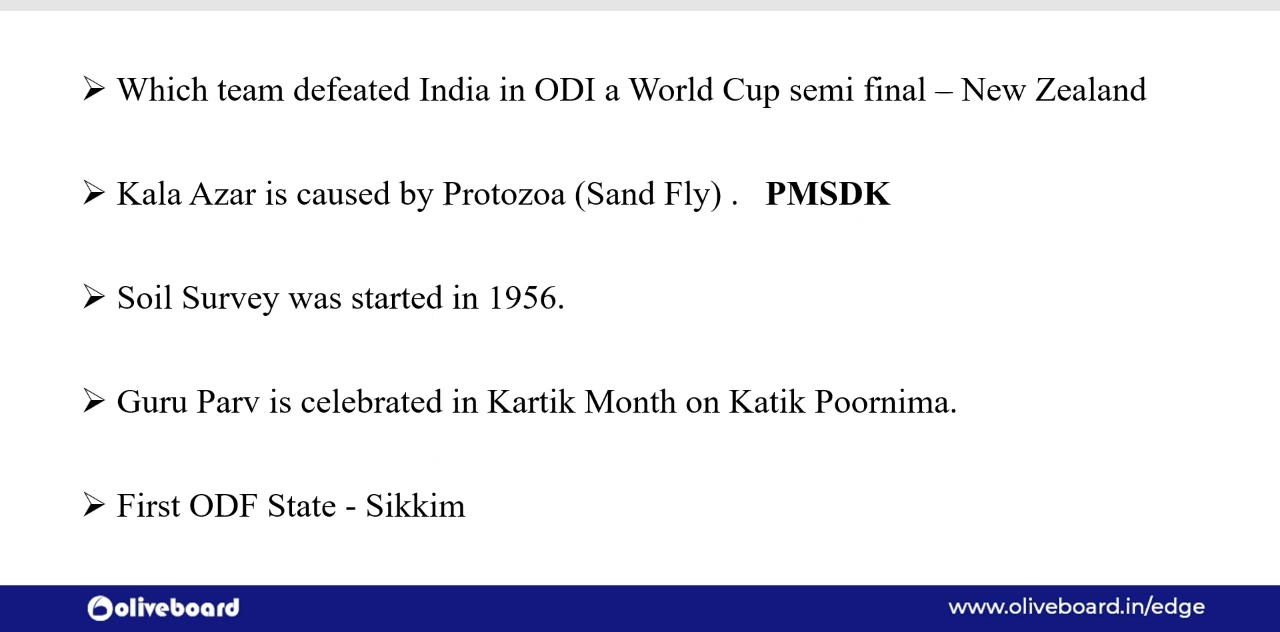 ➢ Which team defeated India in ODI a World Cup semi final – New Zealand
➢ Kala Azar is caused by Protozoa (Sand Fly) . PMSDK
➢ Soil Survey was started in 1956.
➢ Guru Parv is celebrated in Kartik Month on Katik Poornima.
➢ First ODF State - Sikkim
oliveboard
www.oliveboard.in/edge